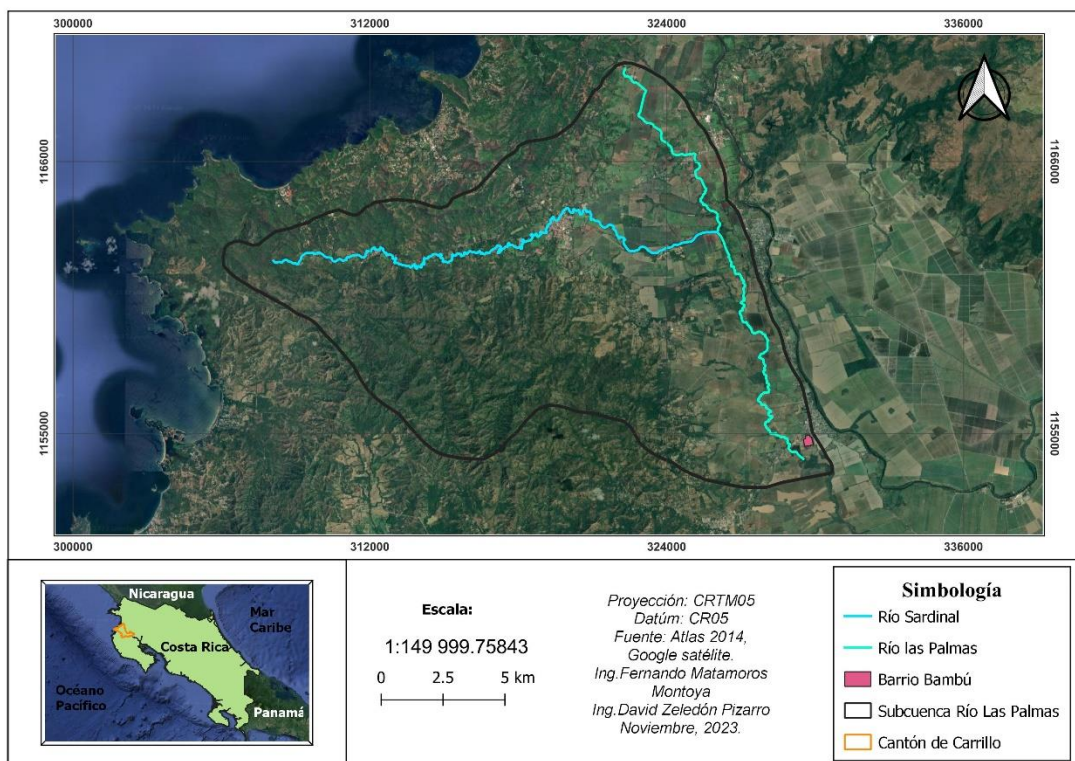 300000
312000
324000
336000
1166000
1166000
1155000
1155000
300000
312000
324000
336000
Nicaragua
Mar
Caribe
Costa Rica
Océano
Pacífico
Panamá
Escala:
1:149 999.75843
0 2.5 5 km
Proyección: CRTM05
Datúm: CR05
Fuente: Atlas 2014,
Google satélite.
Ing.Fernando Matamoros
Montoya
Ing.David Zeledón Pizarro
Noviembre, 2023.
Simbología
Río Sardinal
Río las Palmas
Barrio Bambú
Subcuenca Río Las Palmas
Cantón de Carrillo